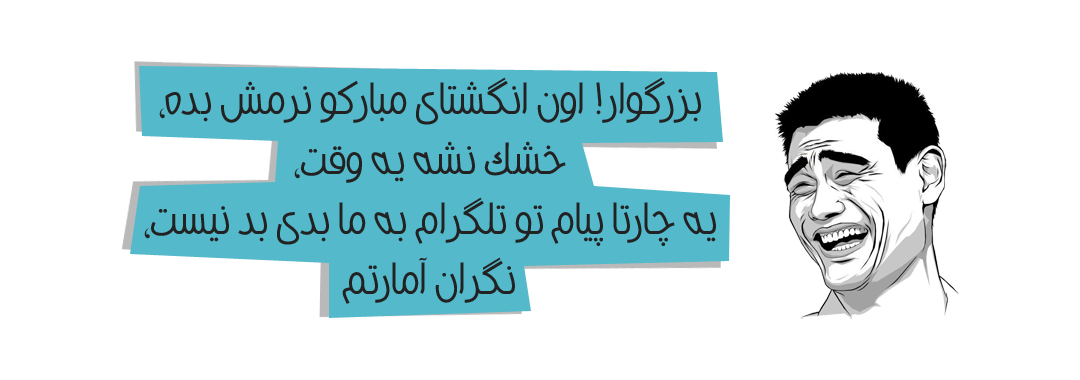 بزرگوار! اون انگشتای مبارکو نرمش بده،
خشك نشه یه وقت،
یه چارتا پیام تو تلگرام به ما بدی بد نیست،
نگران آمارتم